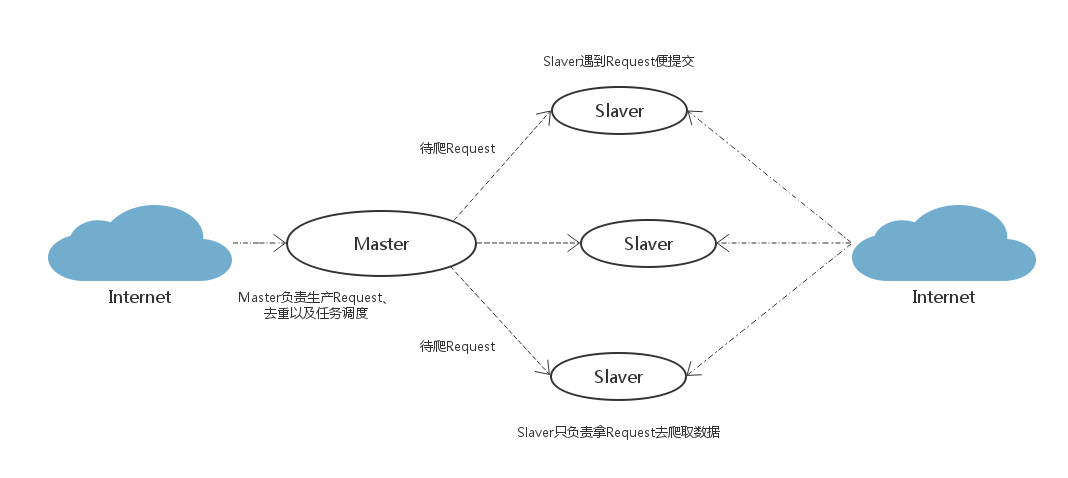 Slaver遇到Request便提交
Slaver
待爬Request
Master
Slaver
Internet
Internet
Master负责生产Request、
去重以及任务调度
待爬Request
Slaver
Slaver只负责拿Request去爬取数据